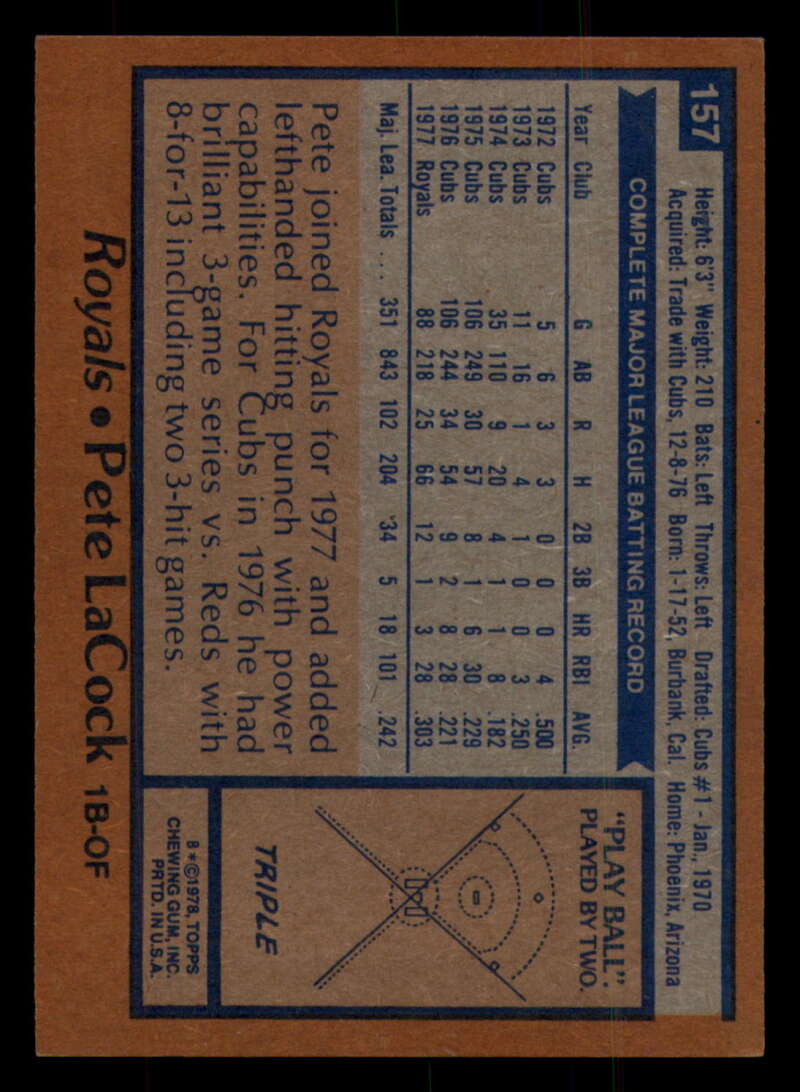 157
Height: 6'3" Weight: 210 Bats: Left Throws: Left Drafted: Cubs #1 - Jan., 1970
Acquired: Trade with Cubs, 12-8-76 Born: 1-17-52, Burbank, Cal. Home: Phoenix, Arizona
COMPLETE MAJOR LEAGUE BATTING RECORD
Year Club G AB R H 2B 3B HR RBI AVG.
1972 Cubs 5 6 3 3 0 0 0 4 .500
1973 Cubs 11 16 1 4 1 0 0 3 .250
1974 Cubs 35 110 9 20 4 1 1 8 .182
1975 Cubs 106 249 30 57 8 1 6 30 .229
1976 Cubs 106 244 34 54 9 2 8 28 .221
1977 Royals 88 218 25 66 12 1 3 28 .303
Maj. Lea. Totals .... 351 843 102 204 34 5 18 101 .242
Pete joined Royals for 1977 and added
lefthanded hitting punch with power
capabilities. For Cubs in 1976 he had
brilliant 3-game series vs. Reds with
8-for-13 including two 3-hit games.
"PLAY BALL"
PLAYED BY TWO.
TRIPLE
B*©1978, TOPPS
CHEWING GUM, INC.
PRTD. IN U.S.A.
Royals • Pete LaCock 1B-OF